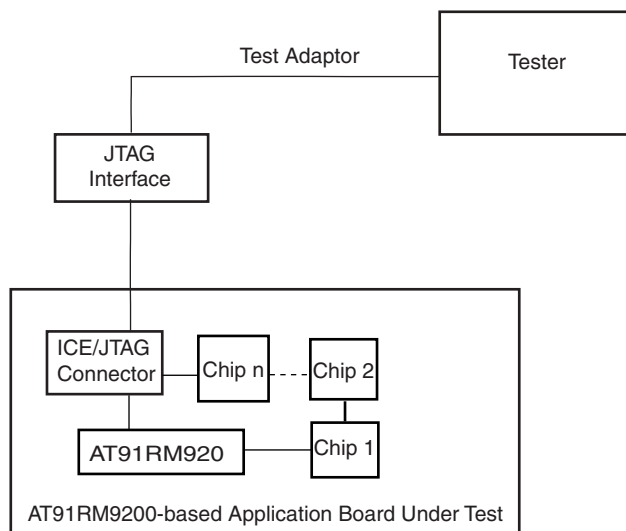 Test Adaptor
Tester
JTAG
Interface
ICE/JTAG
Connector
Chip n
Chip 2
AT91RM920
Chip 1
AT91RM9200-based Application Board Under Test